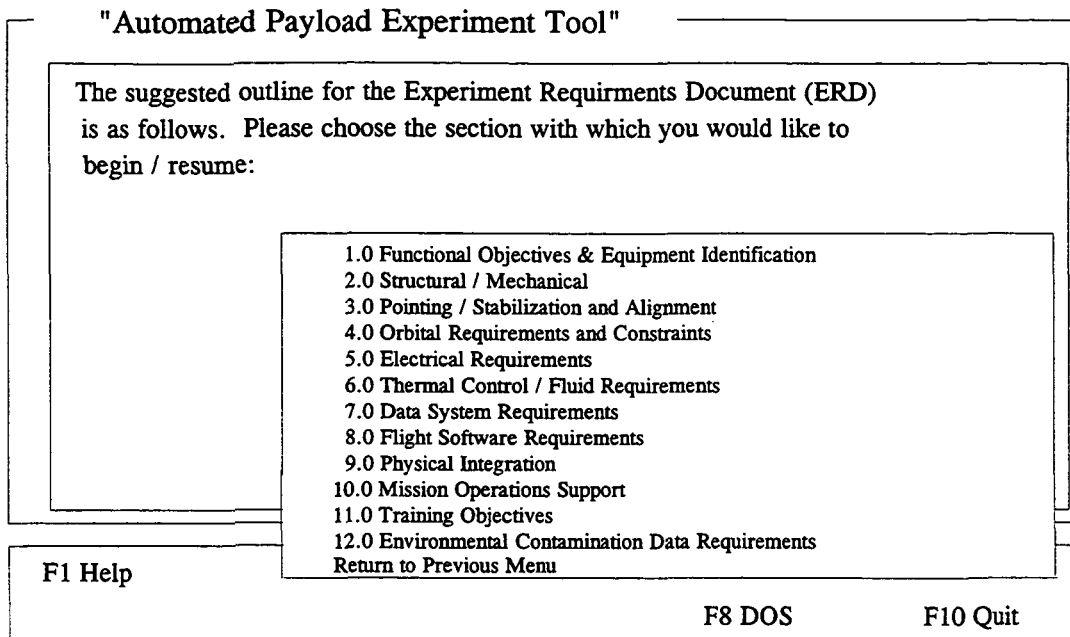 "Automated Payload Experiment Tool"
The suggested outline for the Experiment Requirments Document (ERD)
is as follows. Please choose the section with which you would like to
begin / resume:
1.0 Functional Objectives & Equipment Identification
2.0 Structural / Mechanical
3.0 Pointing / Stabilization and Alignment
4.0 Orbital Requirements and Constraints
5.0 Electrical Requirements
6.0 Thermal Control / Fluid Requirements
7.0 Data System Requirements
8.0 Flight Software Requirements
9.0 Physical Integration
10.0 Mission Operations Support
11.0 Training Objectives
12.0 Environmental Contamination Data Requirements
Return to Previous Menu
F1 Help
F8 DOS F10 Quit